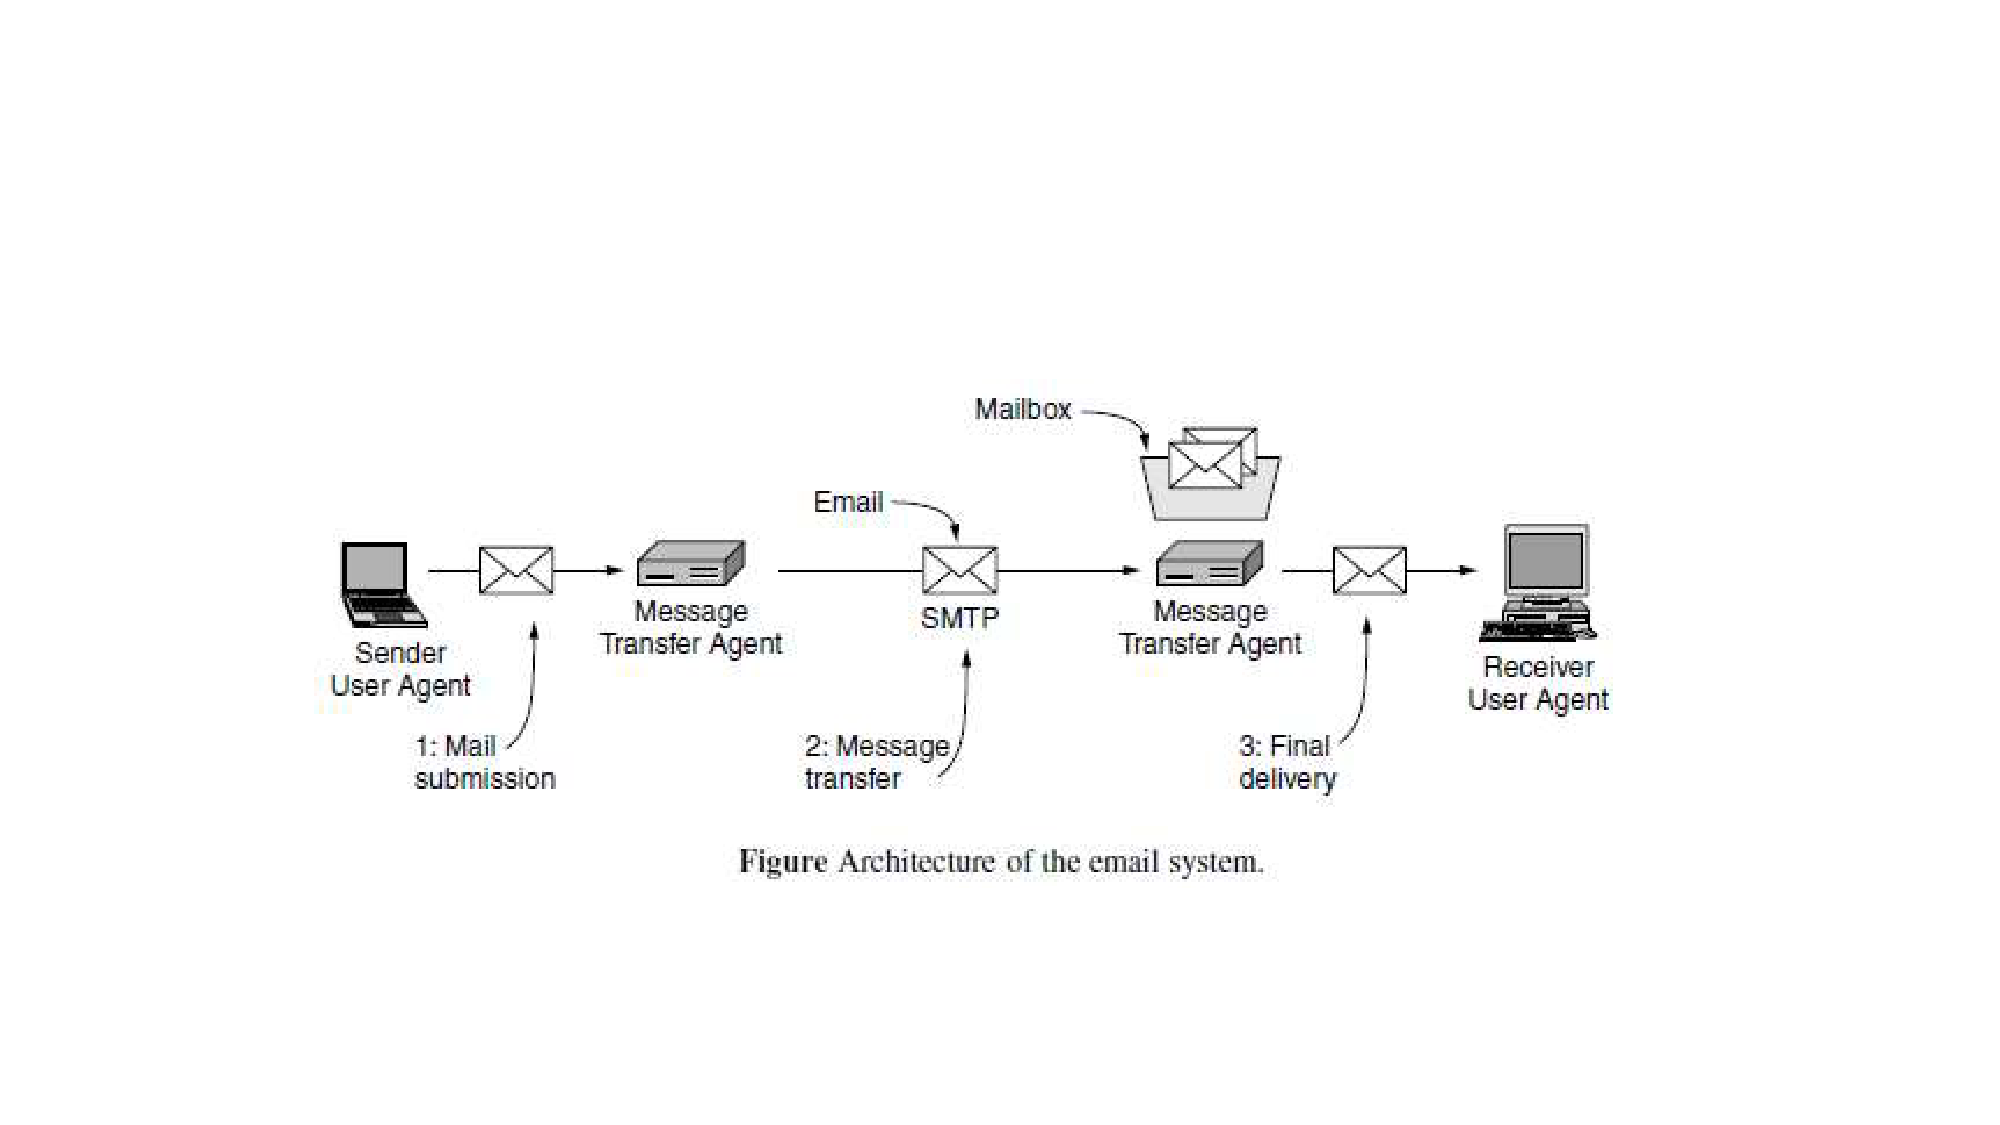 Mailbox
Email
SMTP
Message
Transfer Agent
Message
Transfer Agent
Sender
User Agent
Receiver
User Agent
1: Mail
submission
2: Message
transfer
3: Final
delivery
Figure Architecture of the email system.